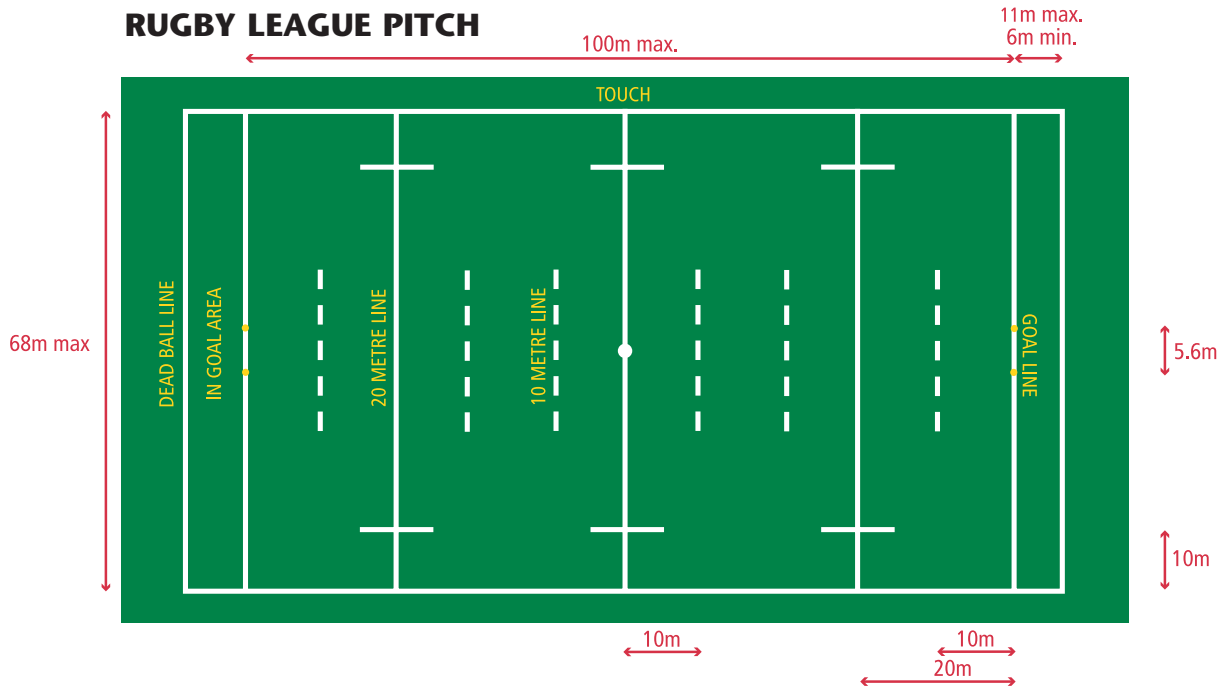 RUGBY LEAGUE PITCH
11m max.
6m min.
100m max.
TOUCH
68m max
DEAD BALL LINE
IN GOAL AREA
20 METRE LINE
10 METRE LINE
GOAL LINE
5.6m
10m
10m
10m
20m